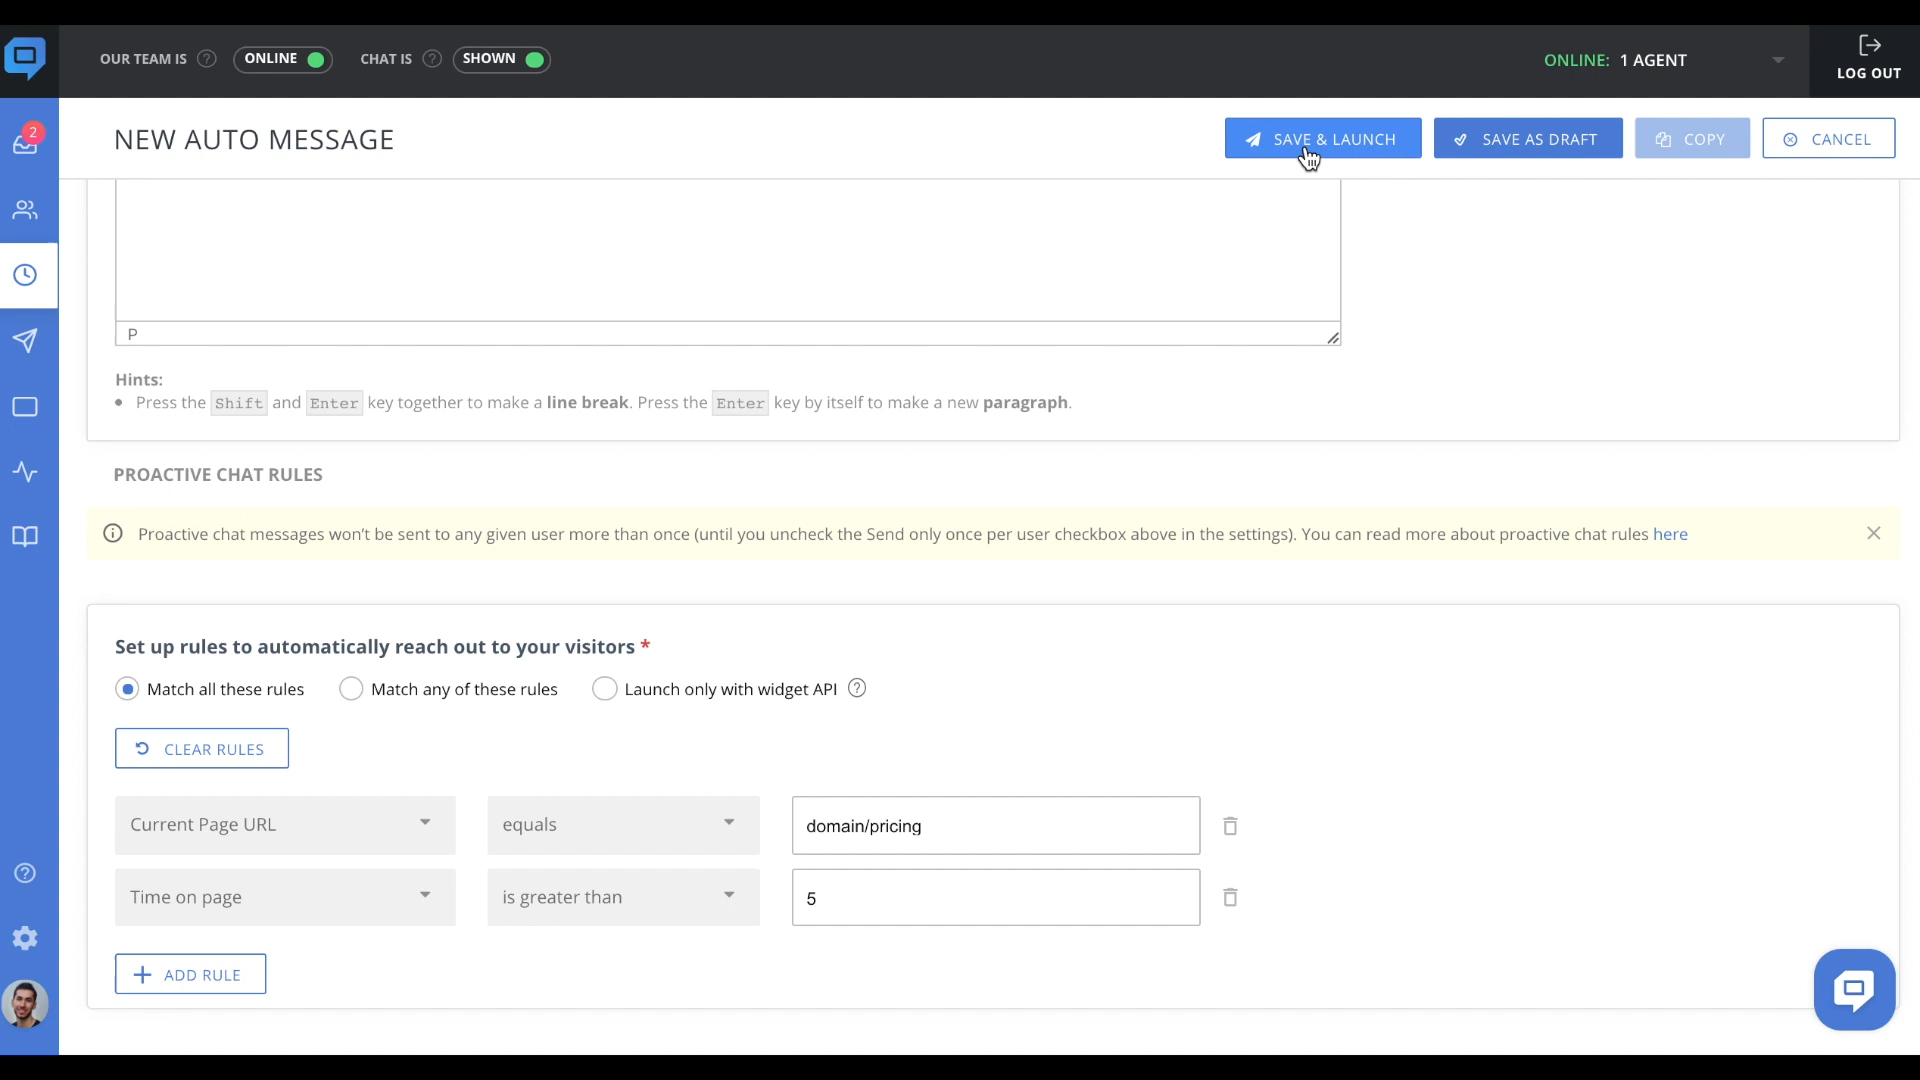 OUR TEAM IS ? ONLINE CHAT IS ? SHOWN ONLINE: 1 AGENT LOG OUT
2
NEW AUTO MESSAGE SAVE & LAUNCH SAVE AS DRAFT COPY CANCEL
P
Hints:
• Press the Shift and Enter key together to make a line break. Press the Enter key by itself to make a new paragraph.
PROACTIVE CHAT RULES
Proactive chat messages won't be sent to any given user more than once (until you uncheck the Send only once per user checkbox above in the settings). You can read more about proactive chat rules here
Set up rules to automatically reach out to your visitors *
Match all these rules Match any of these rules Launch only with widget API ?
CLEAR RULES
Current Page URL equals domain/pricing
Time on page is greater than 5
ADD RULE